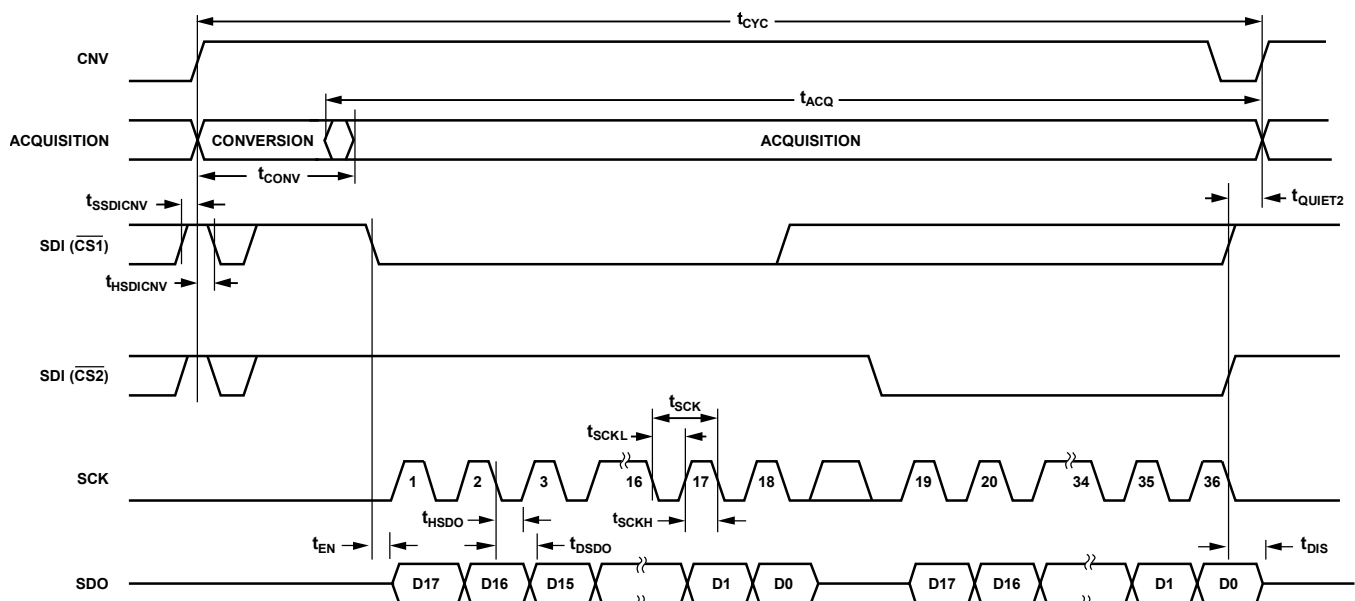 tCYC
CNV
tACQ
ACQUISITION
CONVERSION
ACQUISITION
tCONV
tSSDICNV
tQUIET2
SDI (CS1)
tHSDICNV
SDI (CS2)
tSCK
tSCKL
SCK
1 2 3 16 17 18 19 20 34 35 36
tHSDO
tSCKH
tEN
tDSDO
tDIS
SDO
D17 D16 D15 D1 D0 D17 D16 D1 D0